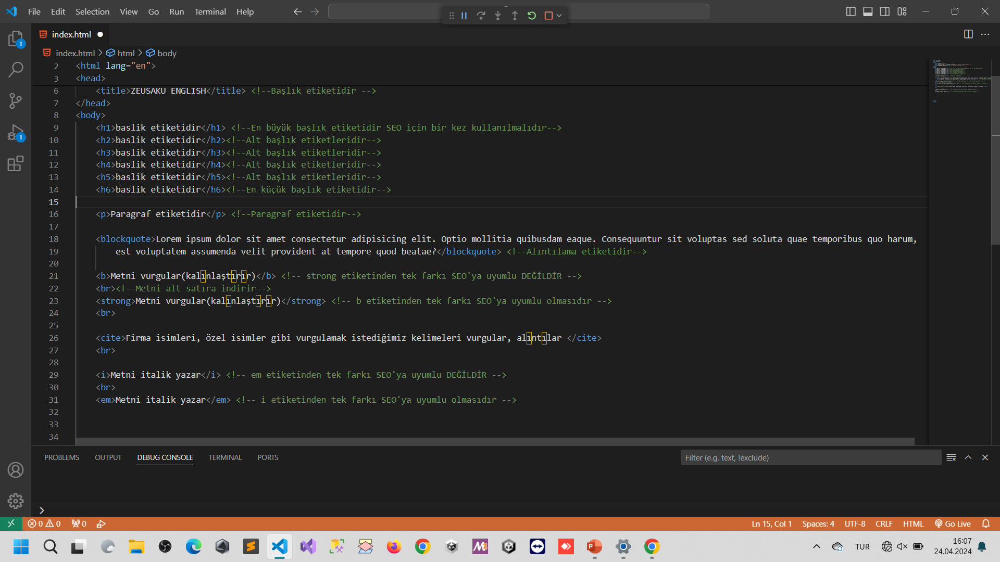 File Edit Selection View Go Run Terminal Help
index.html
index.html > html > body
2 <html lang="en">
3 <head>
6 <title>ZEUSAKU ENGLISH</title> <!--Başlık etiketidir -->
7 </head>
8 <body>
9 <h1>baslik etiketidir</h1> <!--En büyük başlık etiketidir SEO için bir kez kullanılmalıdır-->
10 <h2>baslik etiketidir</h2><!--Alt başlık etiketleridir-->
11 <h3>baslik etiketidir</h3><!--Alt başlık etiketleridir-->
12 <h4>baslik etiketidir</h4><!--Alt başlık etiketleridir-->
13 <h5>baslik etiketidir</h5><!--Alt başlık etiketleridir-->
14 <h6>baslik etiketidir</h6><!--En küçük başlık etiketidir-->
15
16 <p>Paragraf etiketidir</p> <!--Paragraf etiketidir-->
17
18 <blockquote>Lorem ipsum dolor sit amet consectetur adipisicing elit. Optio mollitia quibusdam eaque. Consequuntur sit voluptas sed soluta quae temporibus quo harum,
19 est voluptatem assumenda velit provident at tempore quod beatae?</blockquote> <!--Alıntılama etiketidir-->
20
21 <b>Metni vurgular(kalınlaştırır)</b> <!-- strong etiketinden tek farkı SEO'ya uyumlu DEĞİLDİR -->
22 <br><!--Metni alt satıra indirir-->
23 <strong>Metni vurgular(kalınlaştırır)</strong> <!-- b etiketinden tek farkı SEO'ya uyumlu olmasıdır -->
24 <br>
25
26 <cite>Firma isimleri, özel isimler gibi vurgulamak istediğimiz kelimeleri vurgular, alıntılar </cite>
27 <br>
28
29 <i>Metni italik yazar</i> <!-- em etiketinden tek farkı SEO'ya uyumlu DEĞİLDİR -->
30 <br>
31 <em>Metni italik yazar</em> <!-- i etiketinden tek farkı SEO'ya uyumlu olmasıdır -->
32
33
34
PROBLEMS OUTPUT DEBUG CONSOLE TERMINAL PORTS Filter (e.g. text, !exclude)
0 0 0 Ln 15, Col 1 Spaces: 4 UTF-8 CRLF HTML Go Live
TUR 16:07
24.04.2024